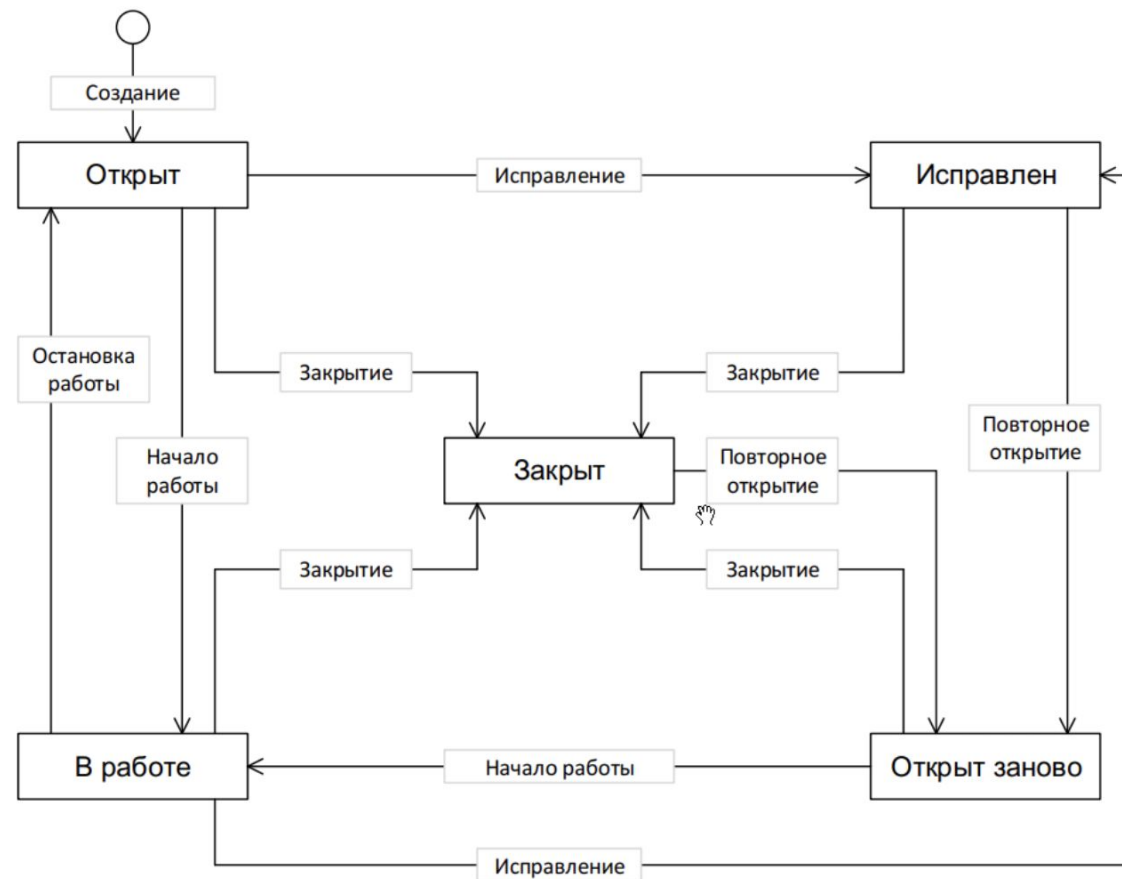 Создание
Открыт
Исправление
Исправлен
Остановка
работы
Закрытие
Закрытие
Начало
работы
Закрыт
Повторное
открытие
Повторное
открытие
Закрытие
Закрытие
В работе
Начало работы
Открыт заново
Исправление